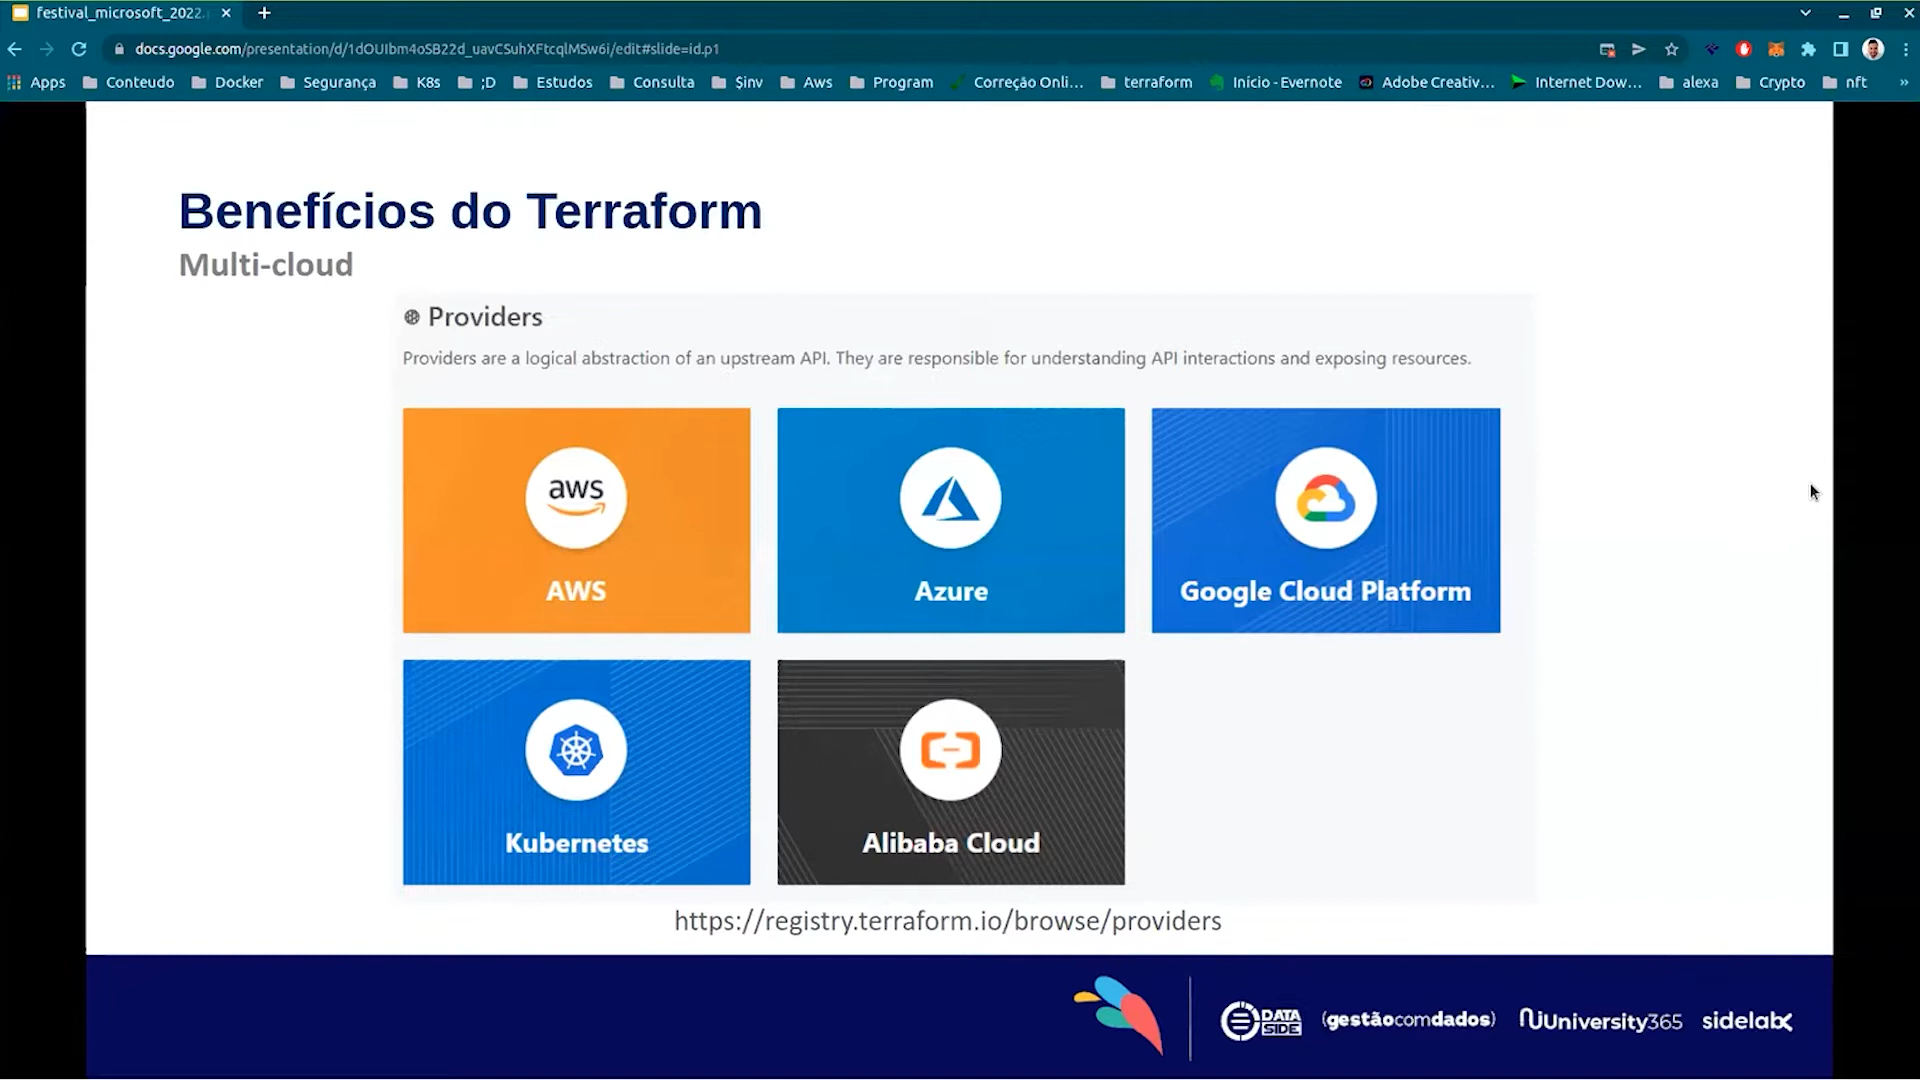 festival_microsoft_2022.
docs.google.com/presentation/d/1dOUIbm4oSB22d_uavCSuhXFtcqlMSw6i/edit#slide=id.p1
Apps Conteudo Docker Segurança K8s ;D Estudos Consulta $inv Aws Program Correção Onli... terraform Início - Evernote Adobe Creativ... Internet Dow... alexa Crypto nft »
Benefícios do Terraform
Multi-cloud
Providers
Providers are a logical abstraction of an upstream API. They are responsible for understanding API interactions and exposing resources.
aws
AWS
Azure
Google Cloud Platform
Kubernetes
Alibaba Cloud
https://registry.terraform.io/browse/providers
DATA SIDE (gestãocomdados) University365 sidelabx